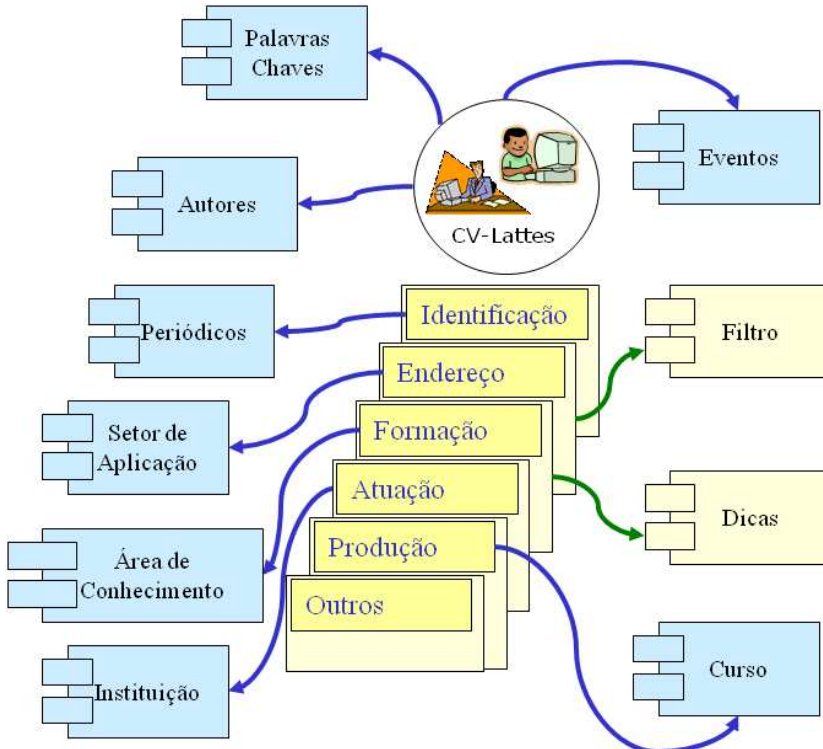 Palavras
Chaves
Eventos
Autores
CV-Lattes
Periódicos
Identificação
Filtro
Endereço
Setor de
Aplicação
Formação
Atuação
Dicas
Área de
Conhecimento
Produção
Outros
Instituição
Curso